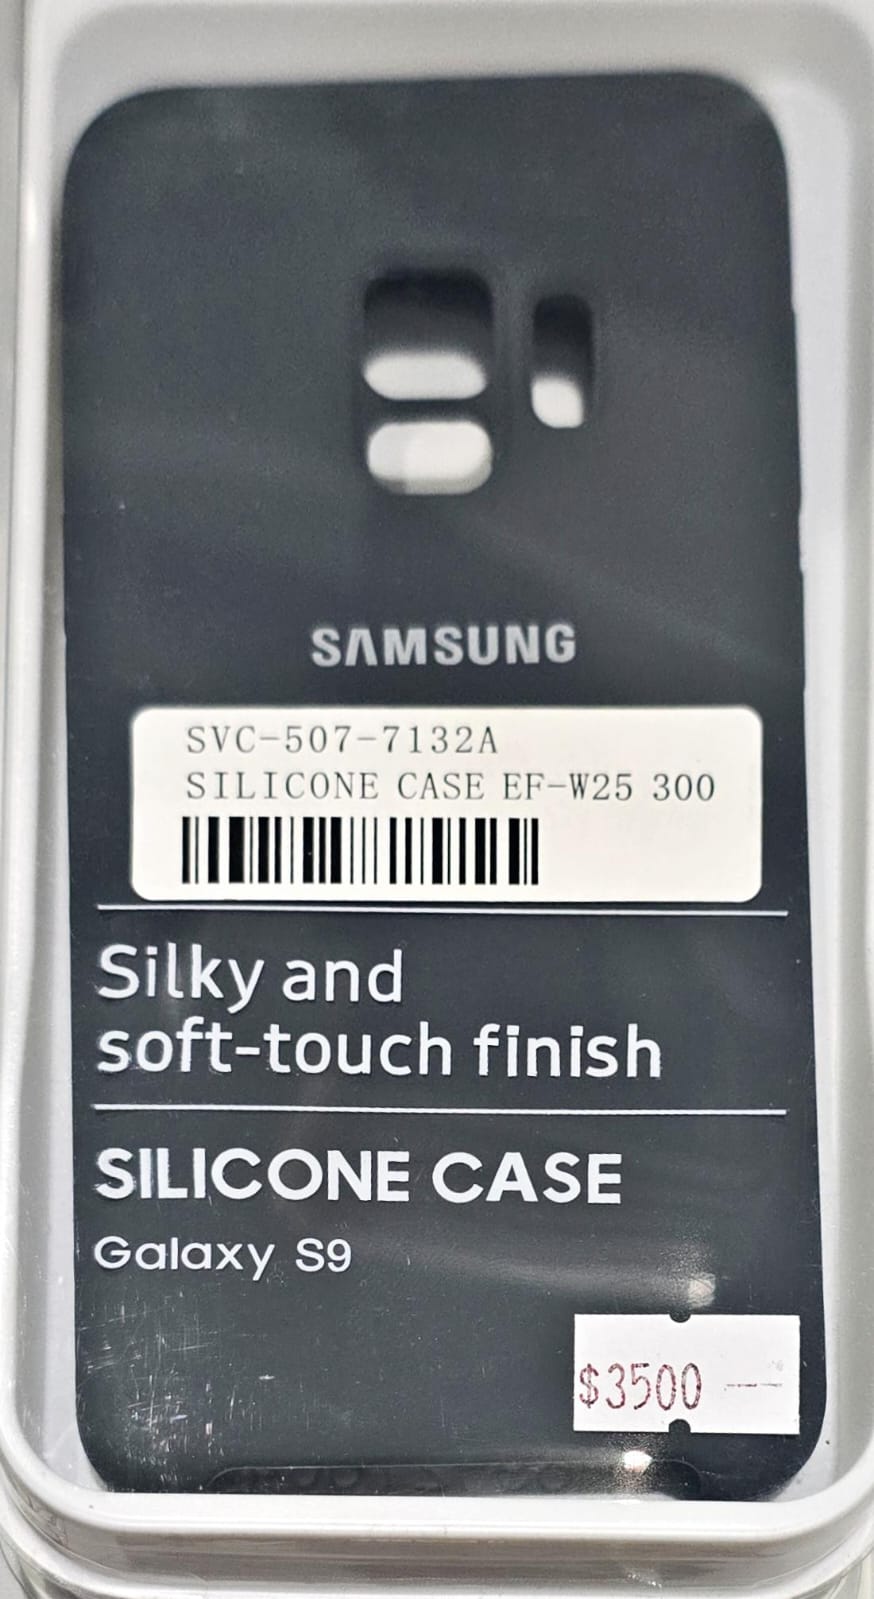 SAMSUNG
SVC-507-7132A
SILICONE CASE EF-W25 300
Silky and
soft-touch finish
SILICONE CASE
Galaxy S9
$3500